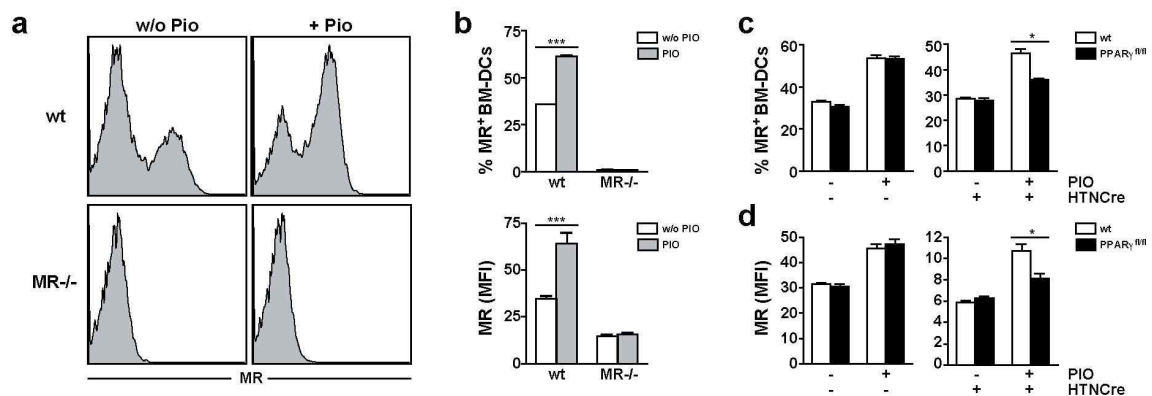 a
w/o Pio
+ Pio
wt
MR-/-
MR
b
% MR+ BM-DCs
75
50
25
0
***
w/o PIO
PIO
wt
MR-/-
MR (MFI)
75
50
25
0
***
w/o PIO
PIO
wt
MR-/-
c
% MR+ BM-DCs
60
40
20
0
50
40
30
20
10
0
*
wt
PPARγ fl/fl
- + - + PIO
- - + + HTNCre
d
MR (MFI)
50
40
30
20
10
0
12
10
8
6
4
2
0
*
wt
PPARγ fl/fl
- + - + PIO
- - + + HTNCre